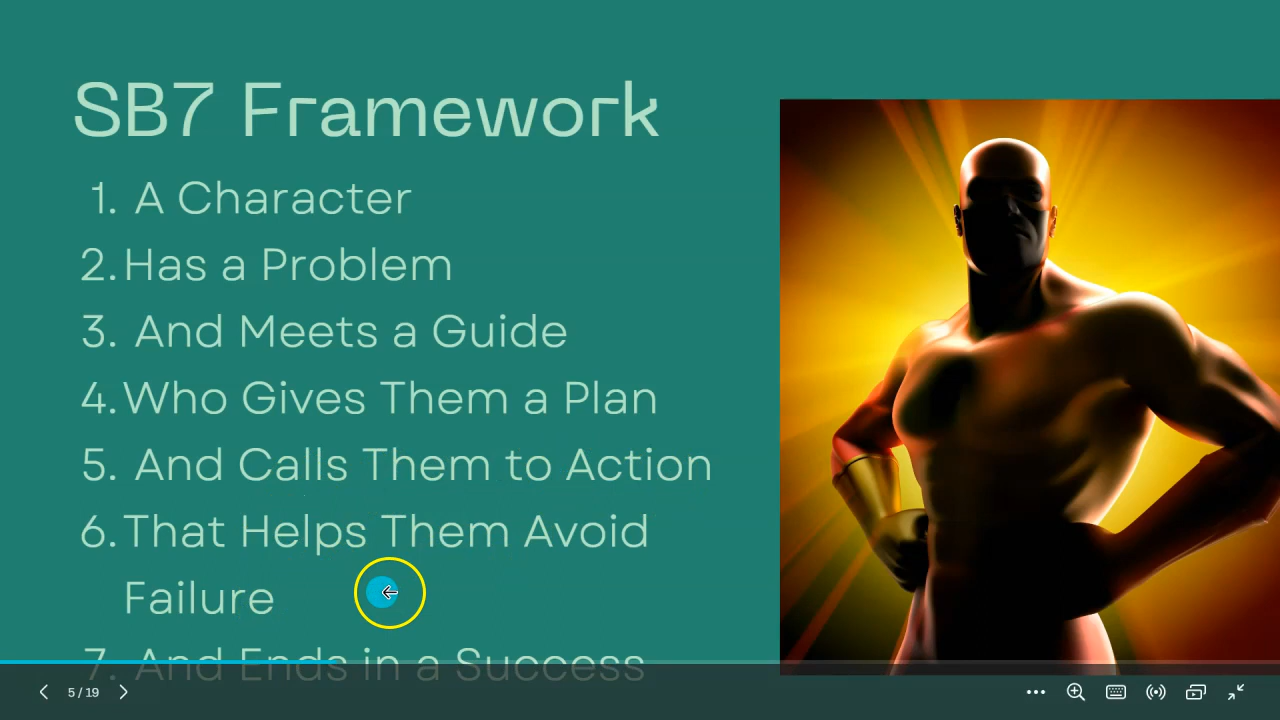 SB7 Framework
1. A Character
2. Has a Problem
3. And Meets a Guide
4. Who Gives Them a Plan
5. And Calls Them to Action
6. That Helps Them Avoid
Failure
7. And Ends in a Success
5 / 19